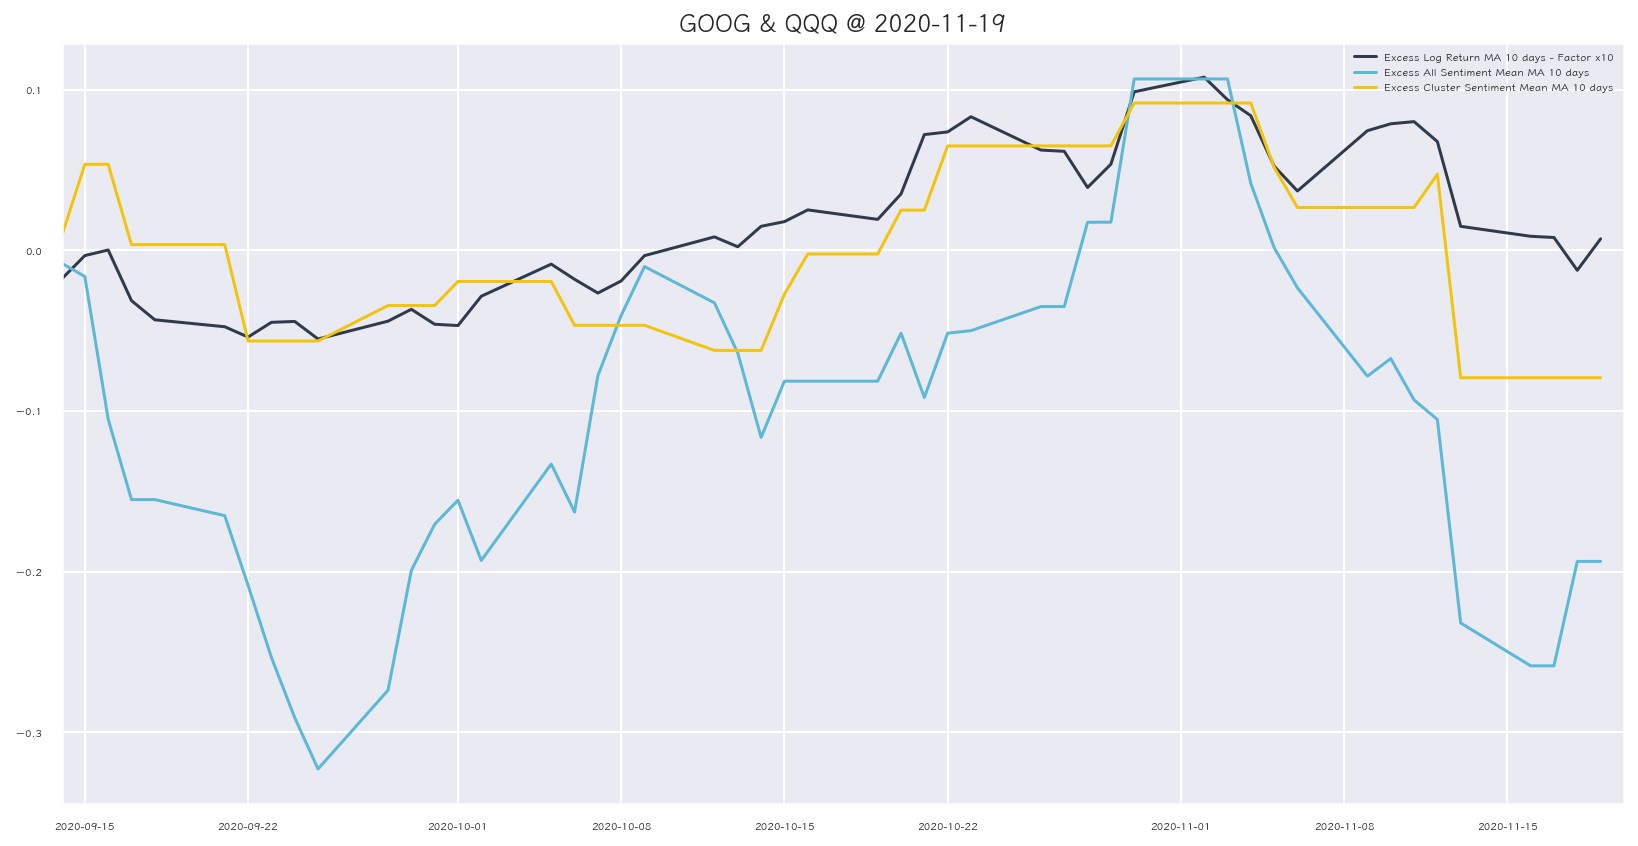 GOOG & QQQ @ 2020-11-19
Excess Log Return MA 10 days - Factor x10
Excess All Sentiment Mean MA 10 days
Excess Cluster Sentiment Mean MA 10 days
0.1
0.0
−0.1
−0.2
−0.3
2020-09-15 2020-09-22 2020-10-01 2020-10-08 2020-10-15 2020-10-22 2020-11-01 2020-11-08 2020-11-15